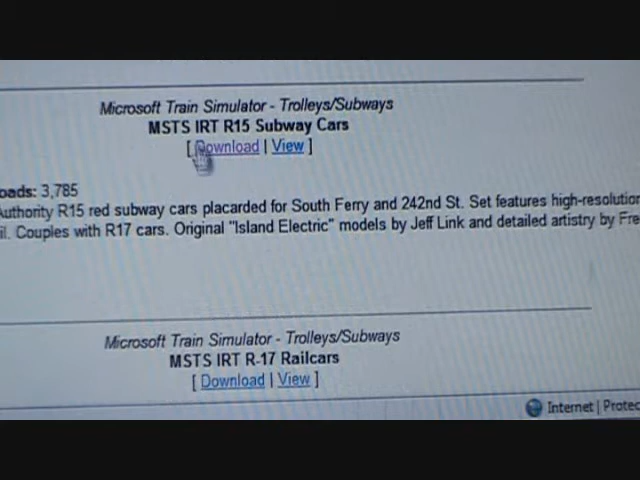 Microsoft Train Simulator - Trolleys/Subways
MSTS IRT R15 Subway Cars
[ Download | View ]
oads: 3,785
Authority R15 red subway cars placarded for South Ferry and 242nd St. Set features high-resolution
il. Couples with R17 cars. Original "Island Electric" models by Jeff Link and detailed artistry by Fre
Microsoft Train Simulator - Trolleys/Subways
MSTS IRT R-17 Railcars
[ Download | View ]
Internet | Protec